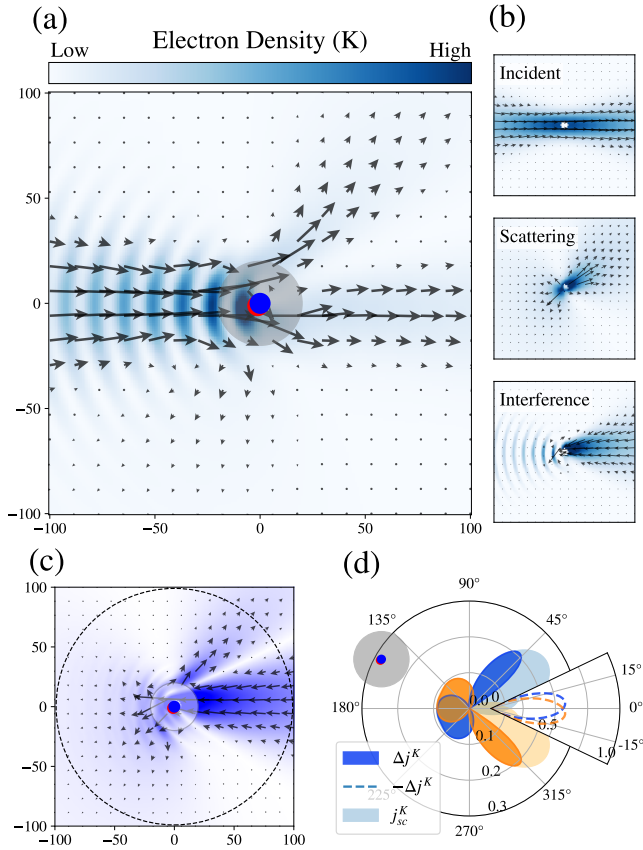 (a)
Electron Density (K)
Low
High
100
50
0
−50
−100
−100
−50
0
50
100
(b)
Incident
Scattering
Interference
(c)
100
50
0
−50
−100
−100
−50
0
50
100
(d)
90°
135°
45°
180°
15°
0°
-15°
225°
270°
315°
0.0
0.1
0.2
0.3
0
0.5
1.0
Δj^K
−Δj^K
j_sc^K